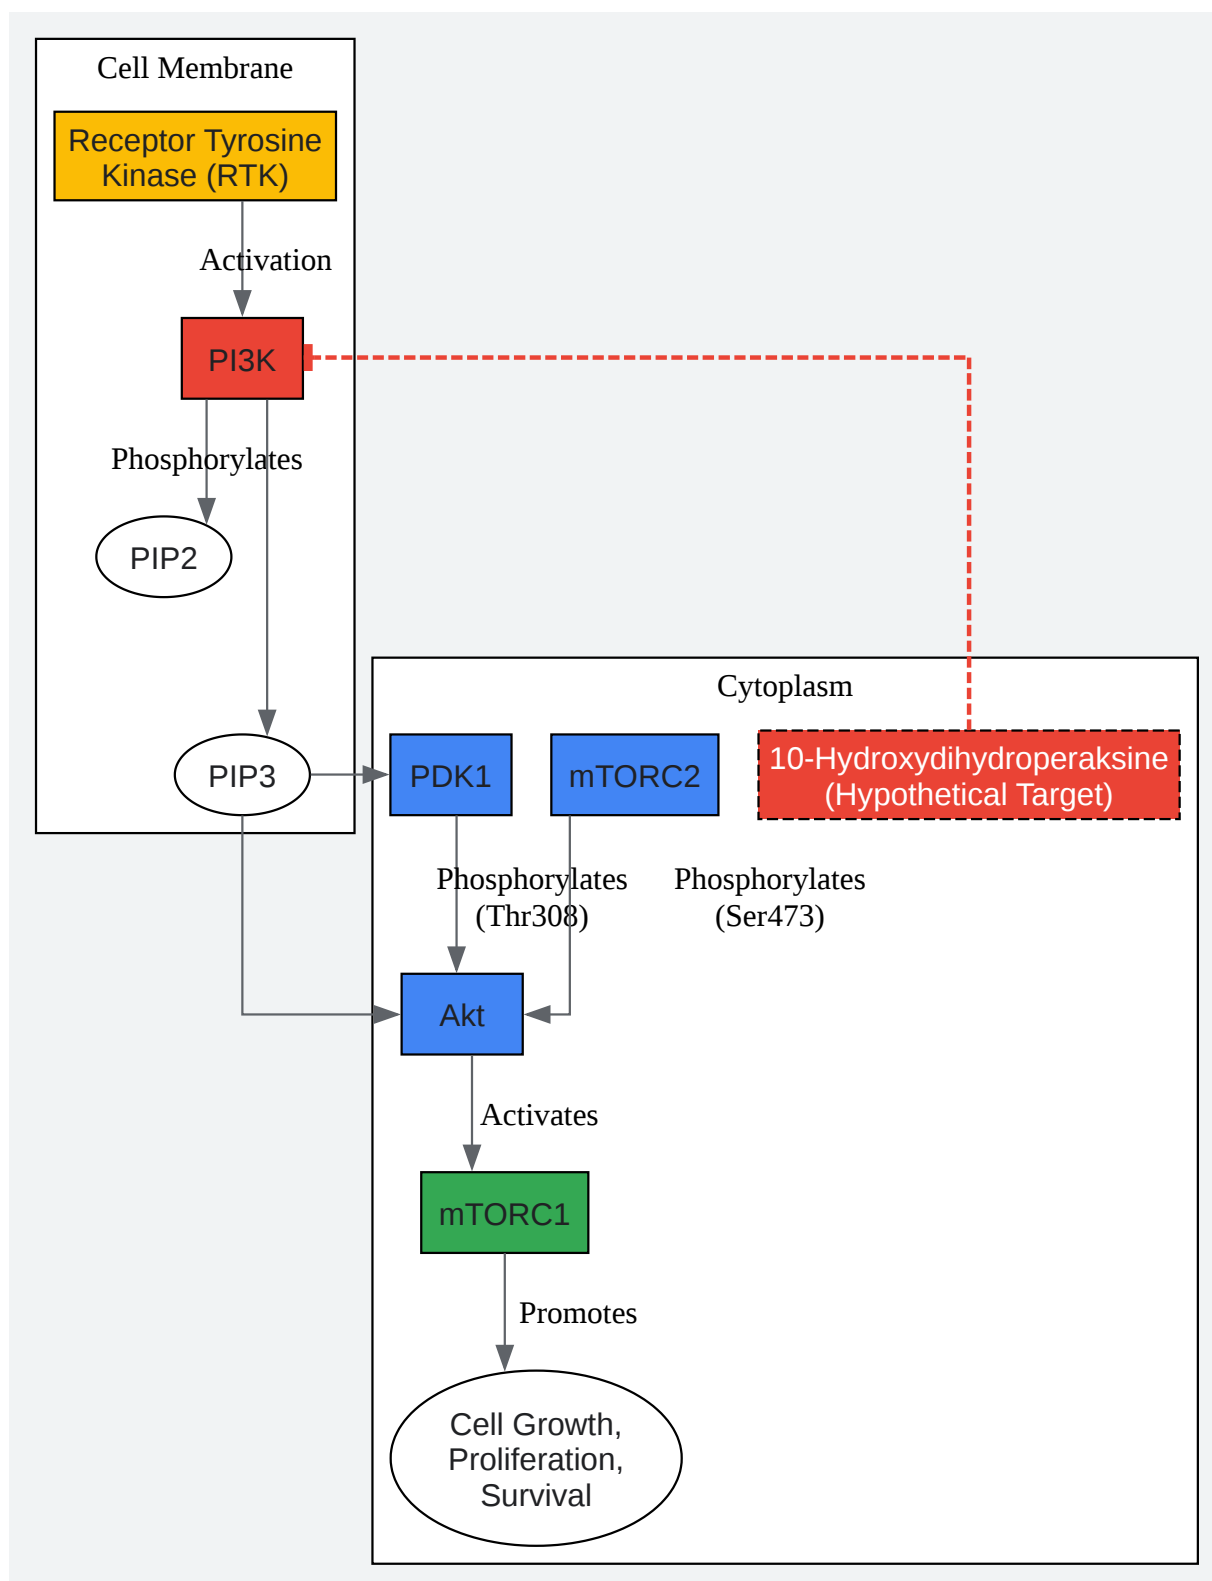 Cell Membrane
Receptor Tyrosine
Kinase (RTK)
Activation
PI3K
Phosphorylates
PIP2
Cytoplasm
PIP3
PDK1
mTORC2
10-Hydroxydihydroperaksine
(Hypothetical Target)
Phosphorylates
(Thr308)
Phosphorylates
(Ser473)
Akt
Activates
mTORC1
Promotes
Cell Growth,
Proliferation,
Survival